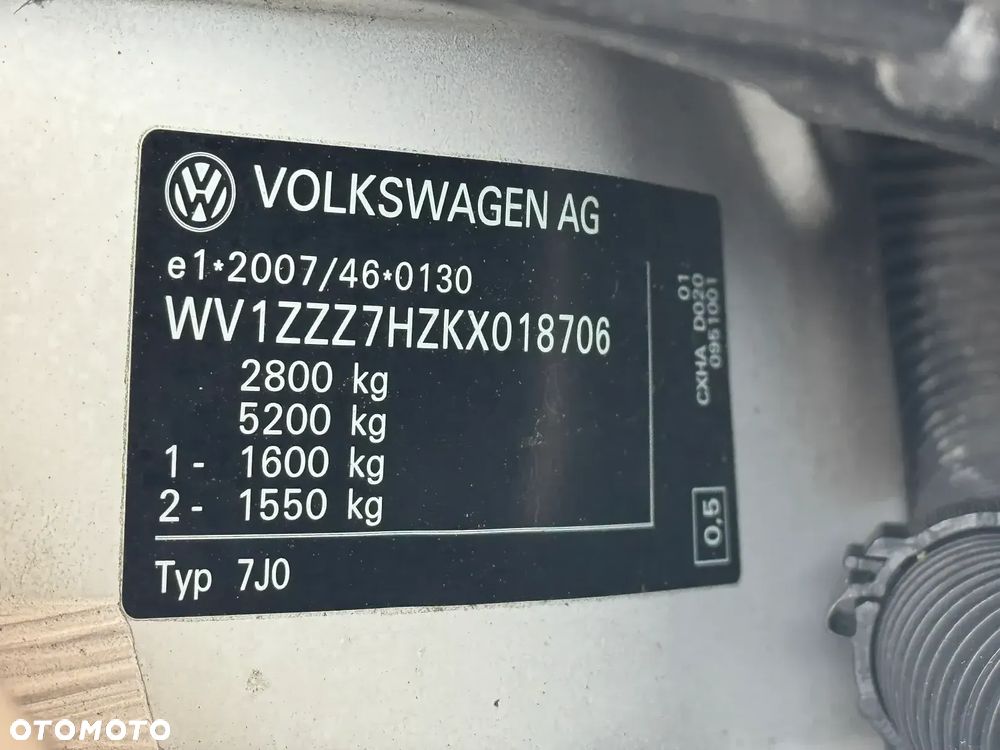 VOLKSWAGEN AG
e1*2007/46*0130
WV1ZZZ7HZKX018706
2800 kg
5200 kg
1- 1600 kg
2- 1550 kg
Typ 7J0
01
CXHA D020
0951001
0,5
OTOMOTO